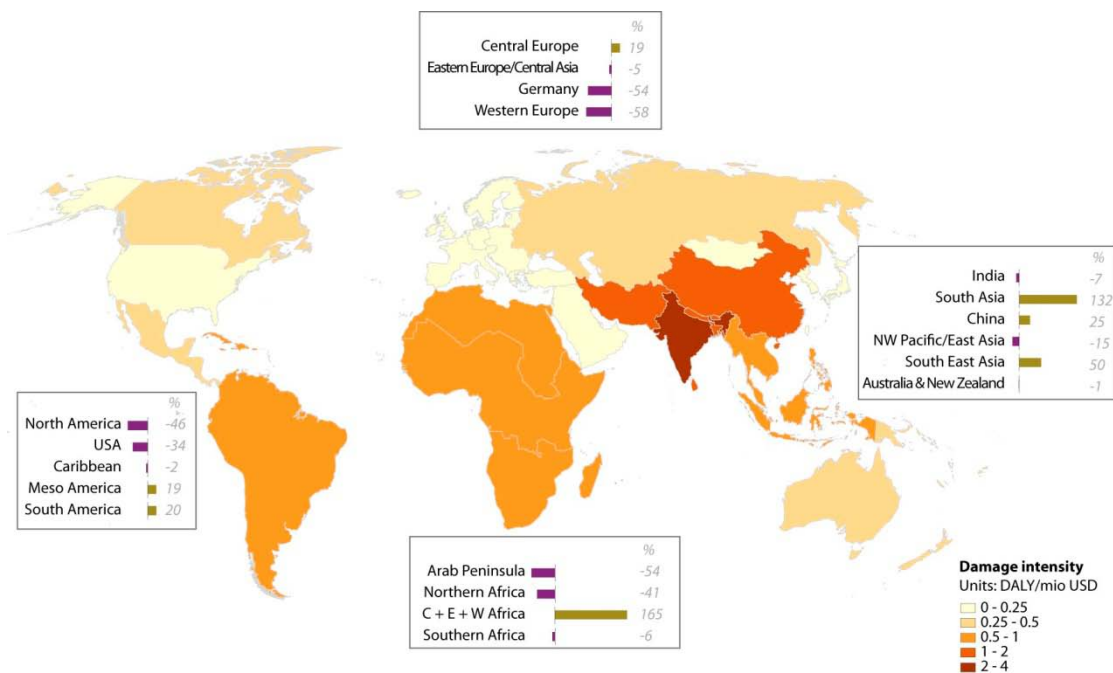 %
Central Europe 19
Eastern Europe/Central Asia -5
Germany -54
Western Europe -58
%
India -7
South Asia 132
China 25
NW Pacific/East Asia -15
South East Asia 50
Australia & New Zealand -1
%
North America -46
USA -34
Caribbean -2
Meso America 19
South America 20
%
Arab Peninsula -54
Northern Africa -41
C + E + W Africa 165
Southern Africa -6
Damage intensity
Units: DALY/mio USD
0 - 0.25
0.25 - 0.5
0.5 - 1
1 - 2
2 - 4